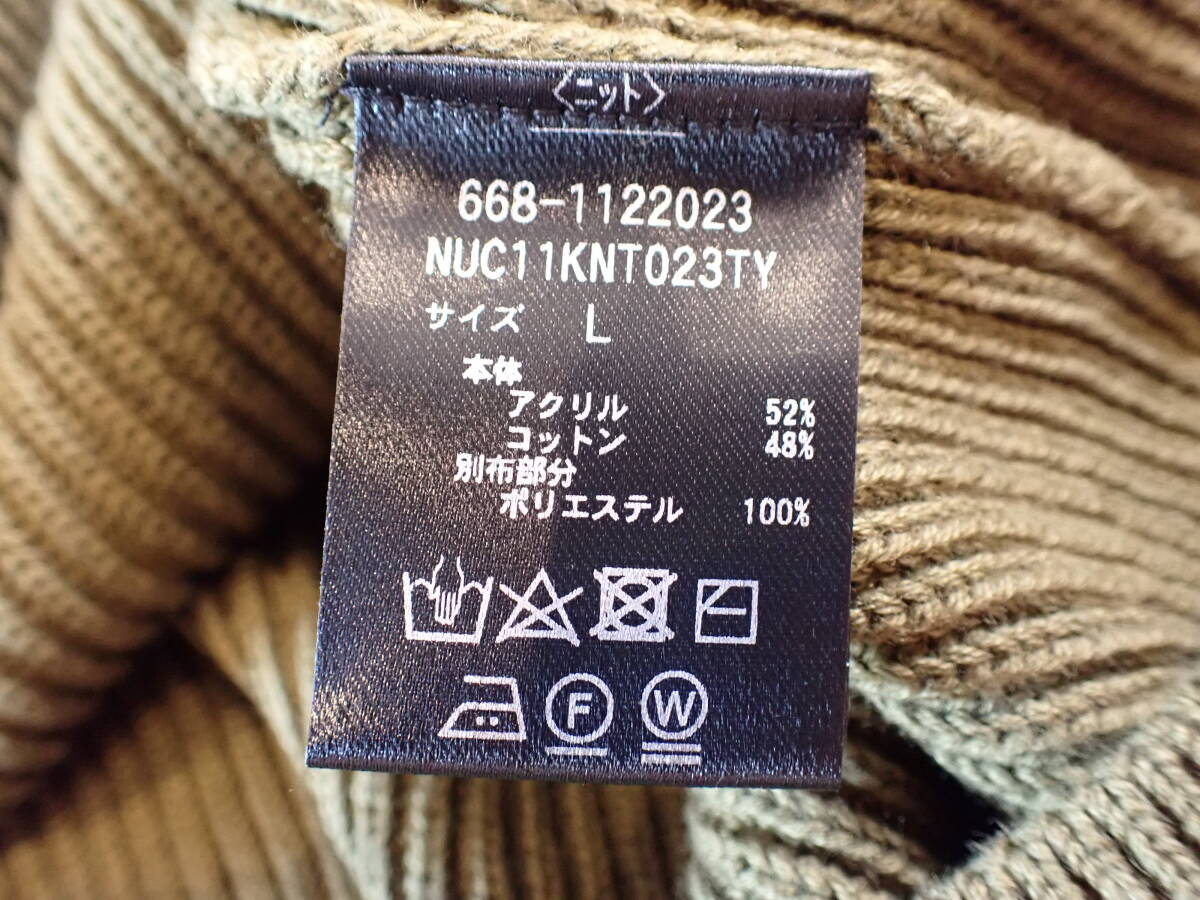 〈ニット〉
668-1122023
NUC11KNT023TY
サイズ L
本体
アクリル 52%
コットン 48%
別布部分
ポリエステル 100%
F W